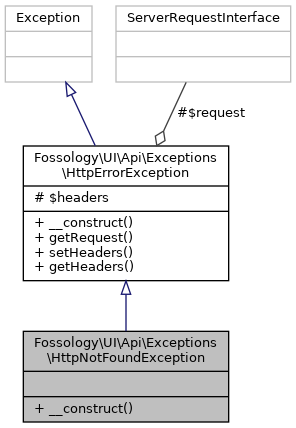 Exception
ServerRequestInterface
#$request
Fossology\UI\Api\Exceptions
\HttpErrorException
# $headers
+ __construct()
+ getRequest()
+ setHeaders()
+ getHeaders()
Fossology\UI\Api\Exceptions
\HttpNotFoundException
+ __construct()